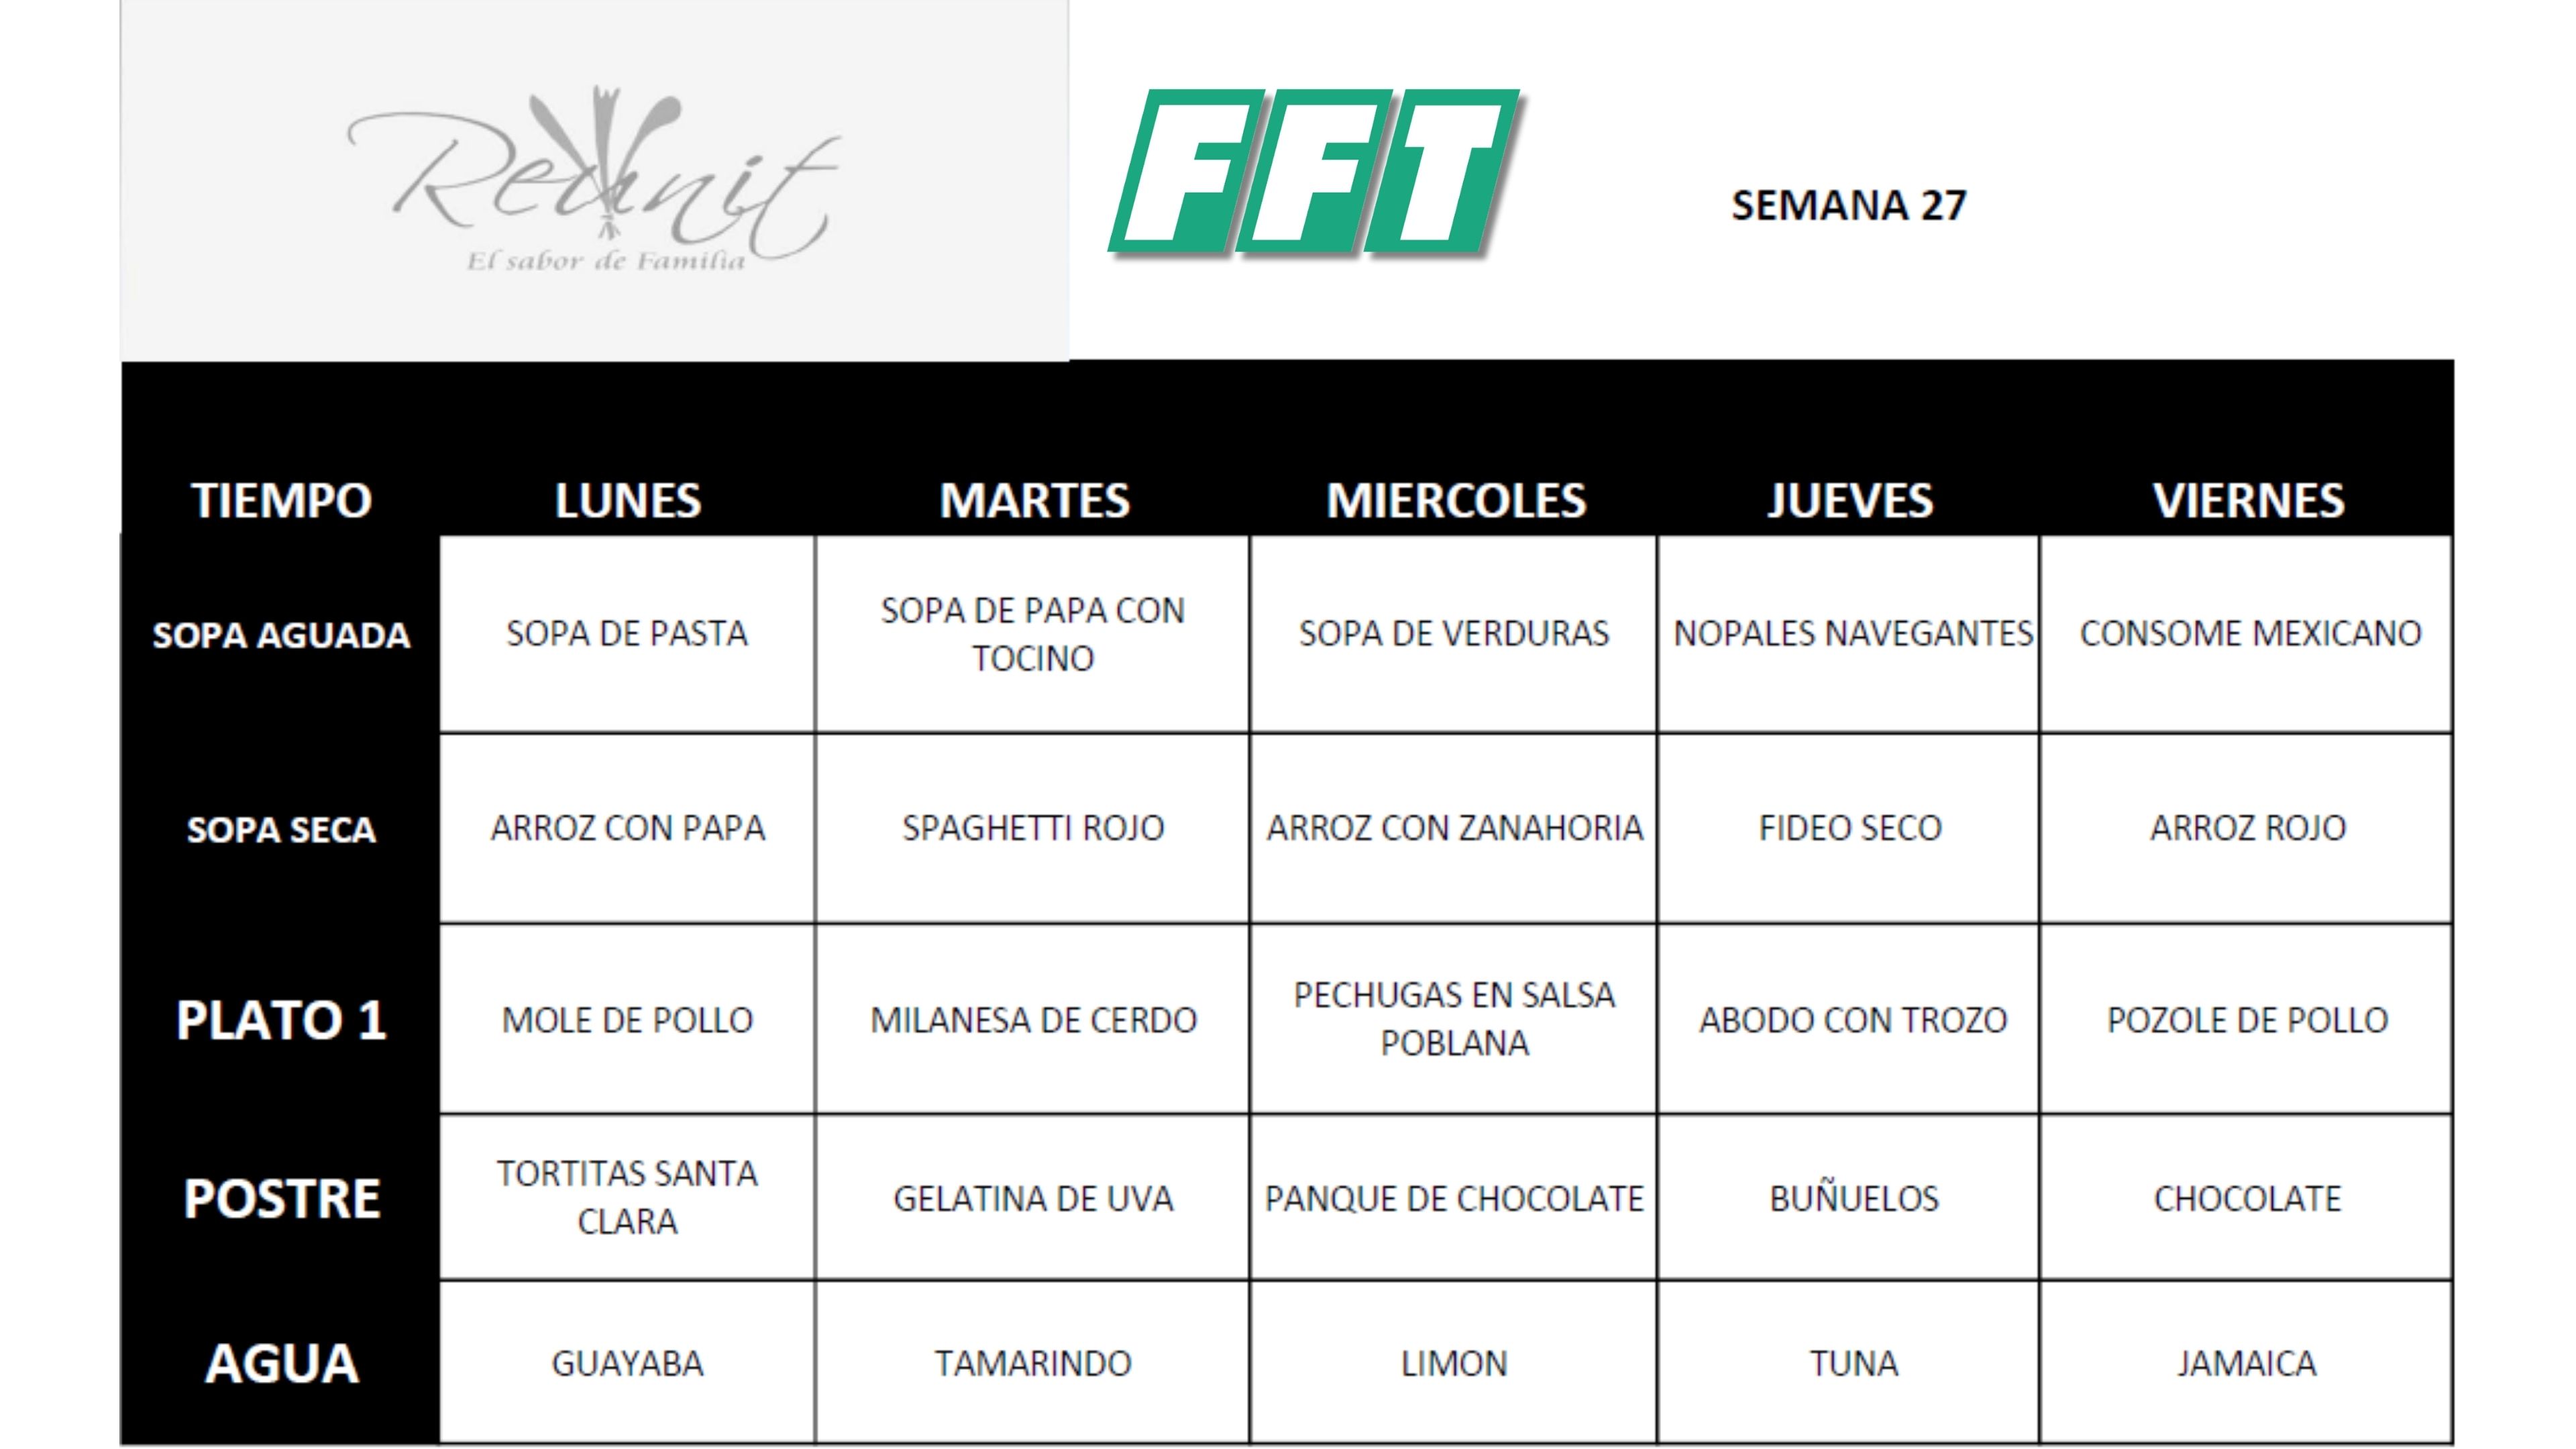 Reünit
El sabor de Familia
FFT
SEMANA 27
TIEMPO LUNES MARTES MIERCOLES JUEVES VIERNES
SOPA AGUADA SOPA DE PASTA SOPA DE PAPA CON TOCINO SOPA DE VERDURAS NOPALES NAVEGANTES CONSOME MEXICANO
SOPA SECA ARROZ CON PAPA SPAGHETTI ROJO ARROZ CON ZANAHORIA FIDEO SECO ARROZ ROJO
PLATO 1 MOLE DE POLLO MILANESA DE CERDO PECHUGAS EN SALSA POBLANA ABODO CON TROZO POZOLE DE POLLO
POSTRE TORTITAS SANTA CLARA GELATINA DE UVA PANQUE DE CHOCOLATE BUÑUELOS CHOCOLATE
AGUA GUAYABA TAMARINDO LIMON TUNA JAMAICA